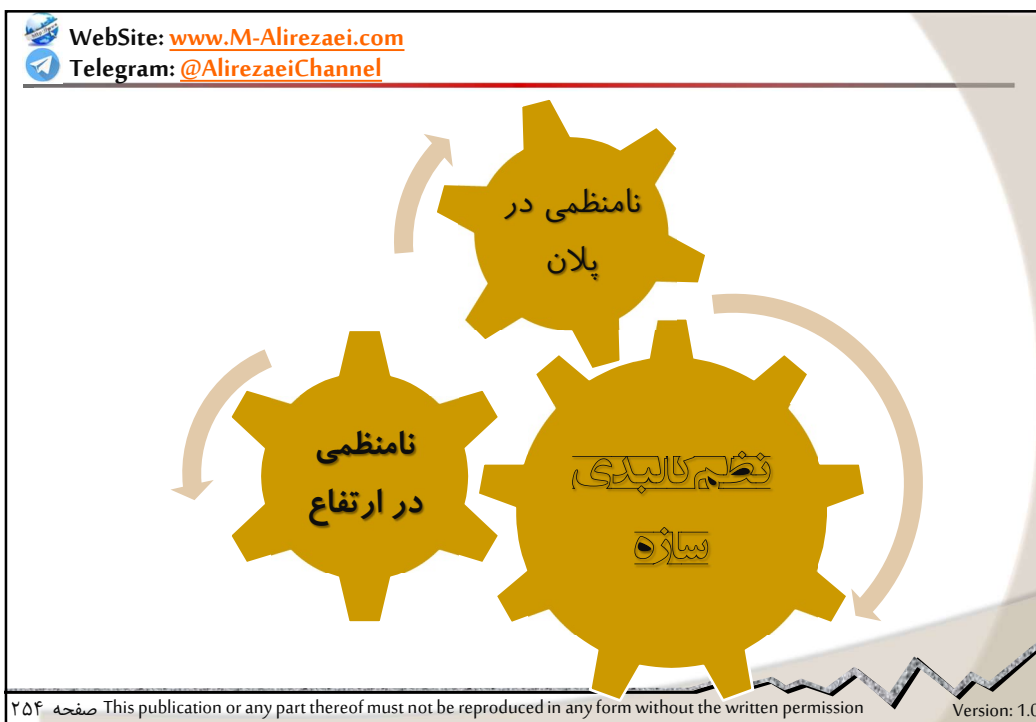 WebSite: www.M-Alirezaei.com
Telegram: @AlirezaeiChannel
نامنظمی در
پلان
نامنظمی
در ارتفاع
نظم کالبدی
سازه
صفحه ۲۵۴ This publication or any part thereof must not be reproduced in any form without the written permission
Version: 1.0